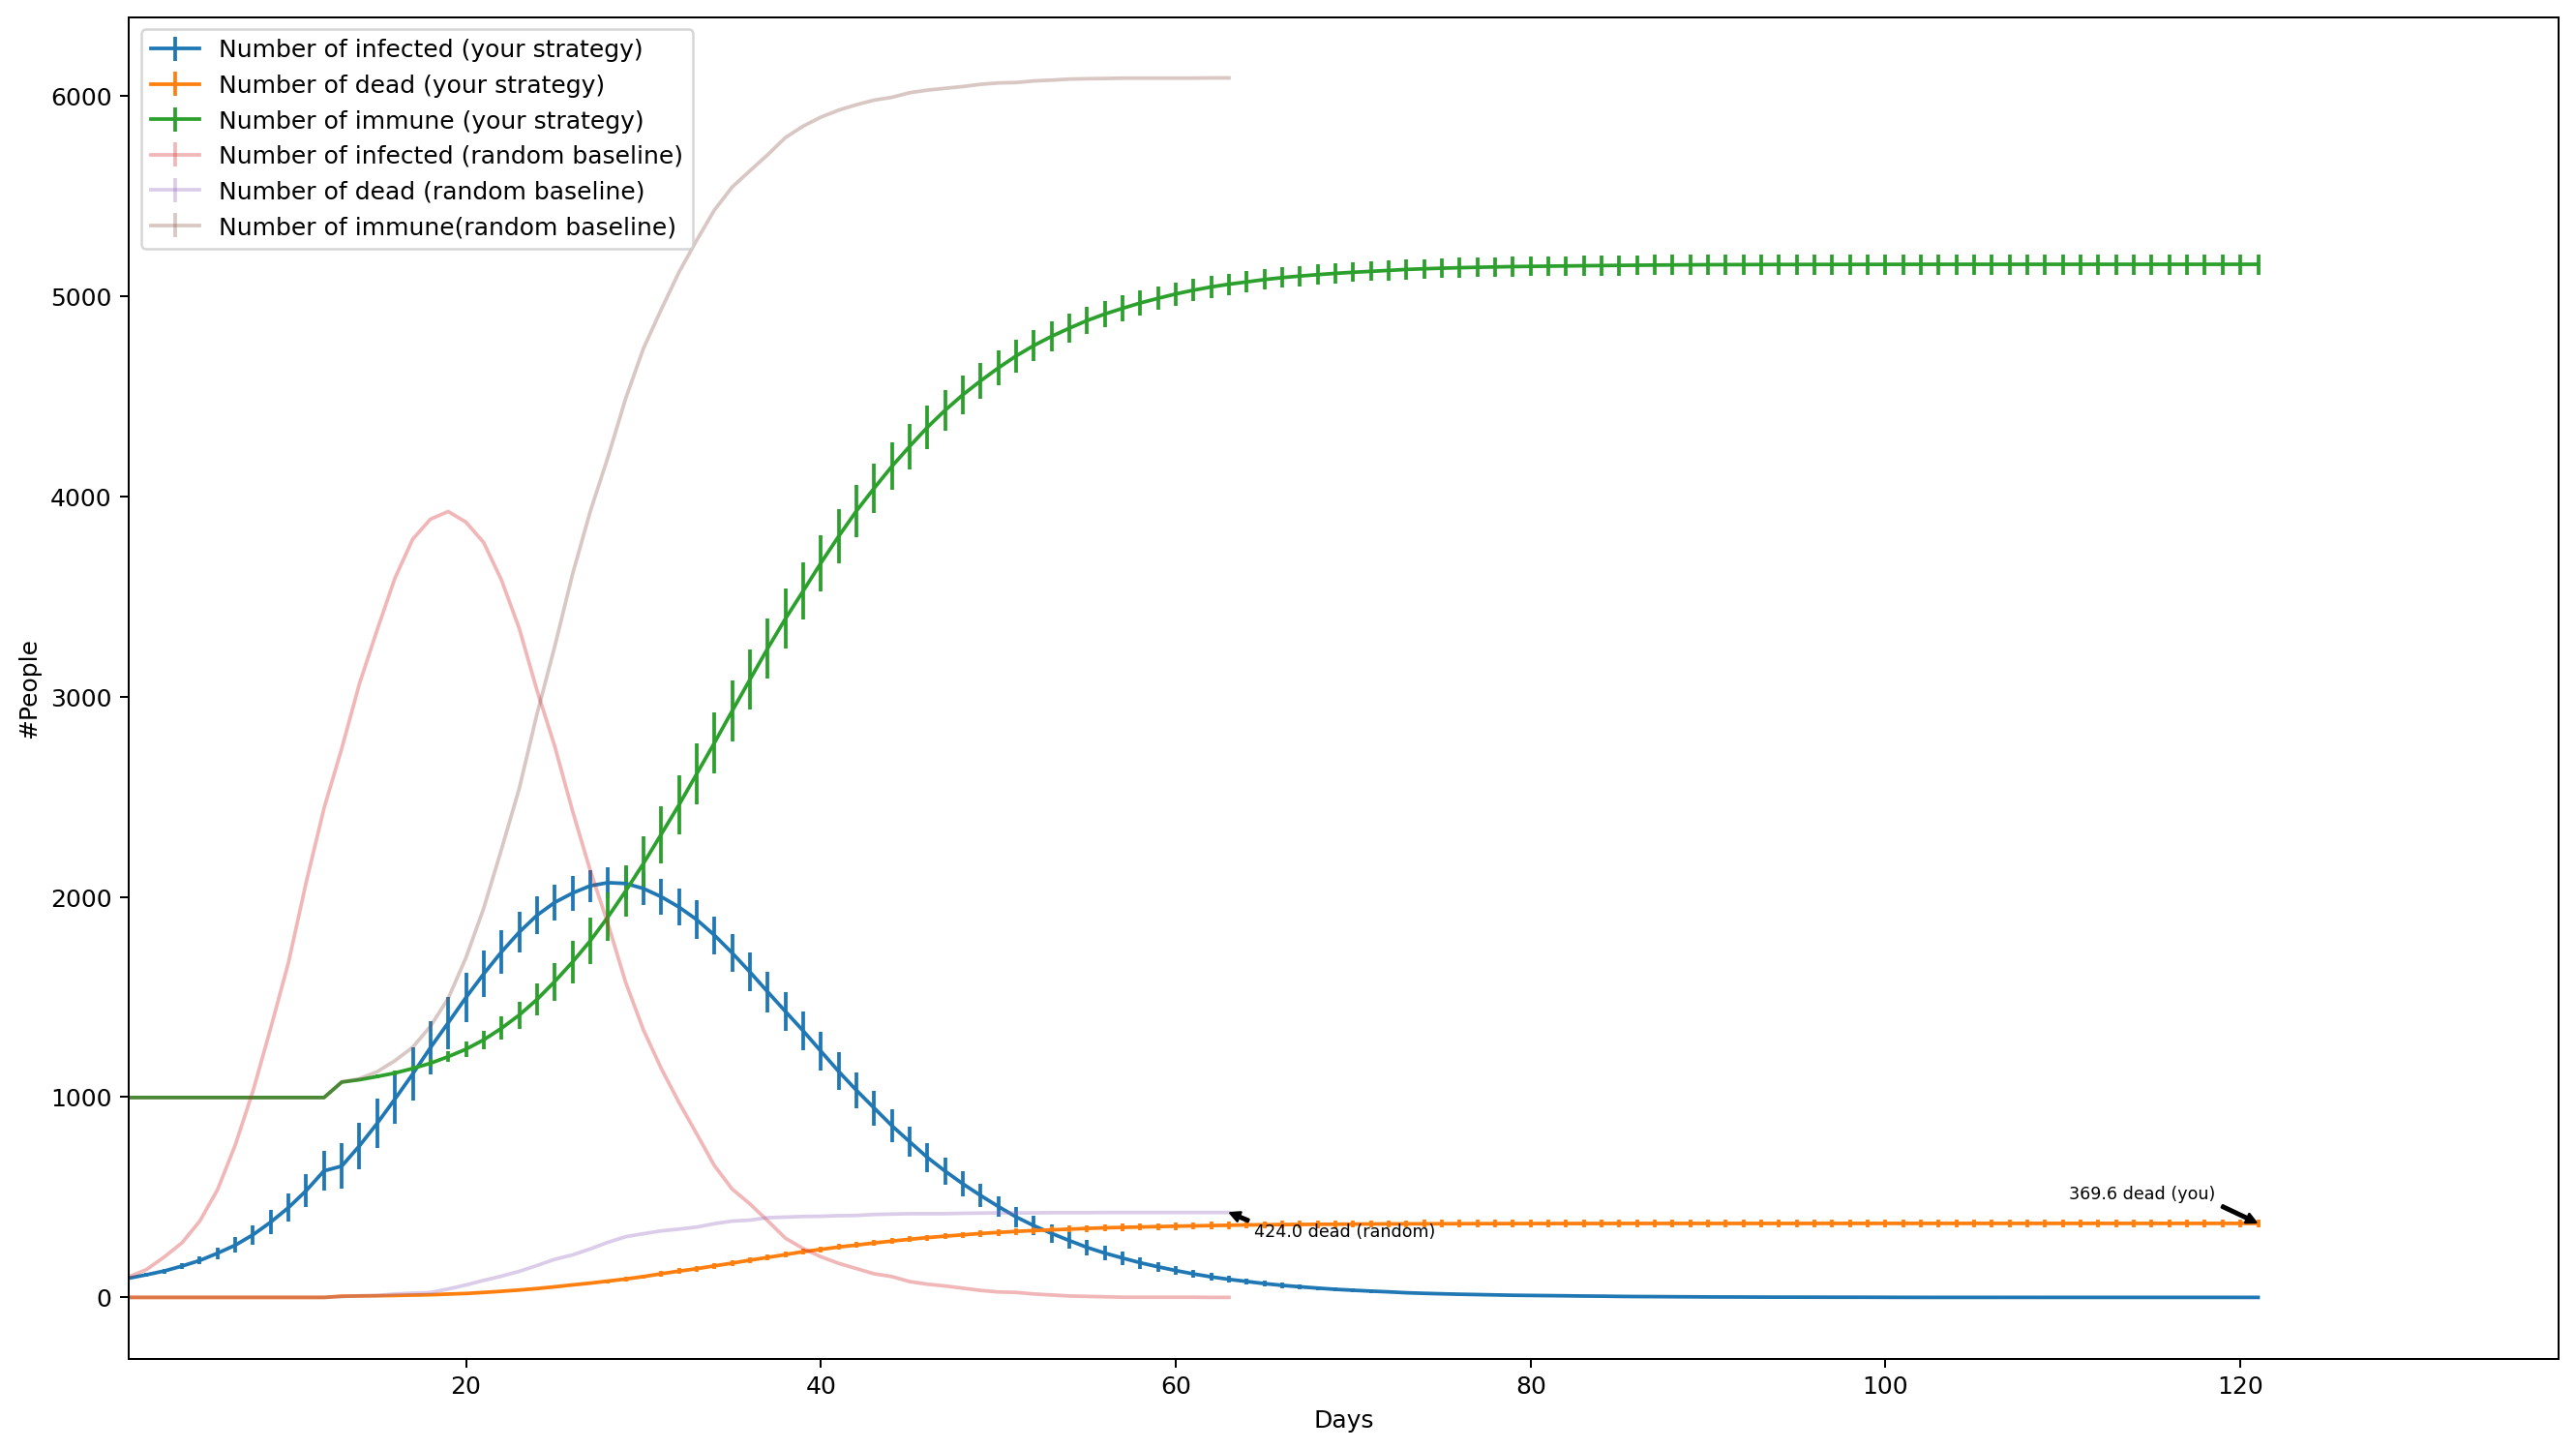 Number of infected (your strategy)
Number of dead (your strategy)
Number of immune (your strategy)
Number of infected (random baseline)
Number of dead (random baseline)
Number of immune(random baseline)
6000
5000
4000
3000
2000
1000
0
#People
369.6 dead (you)
424.0 dead (random)
20
40
60
80
100
120
Days